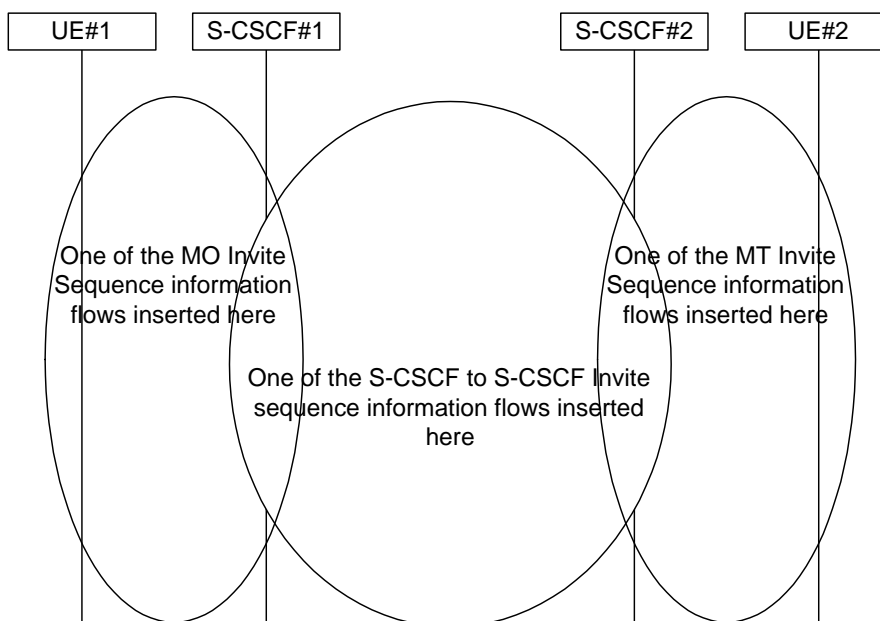 UE#1
S-CSCF#1
S-CSCF#2
UE#2
One of the MO Invite
Sequence information
flows inserted here
One of the MT Invite
Sequence information
flows inserted here
One of the S-CSCF to S-CSCF Invite
sequence information flows inserted
here